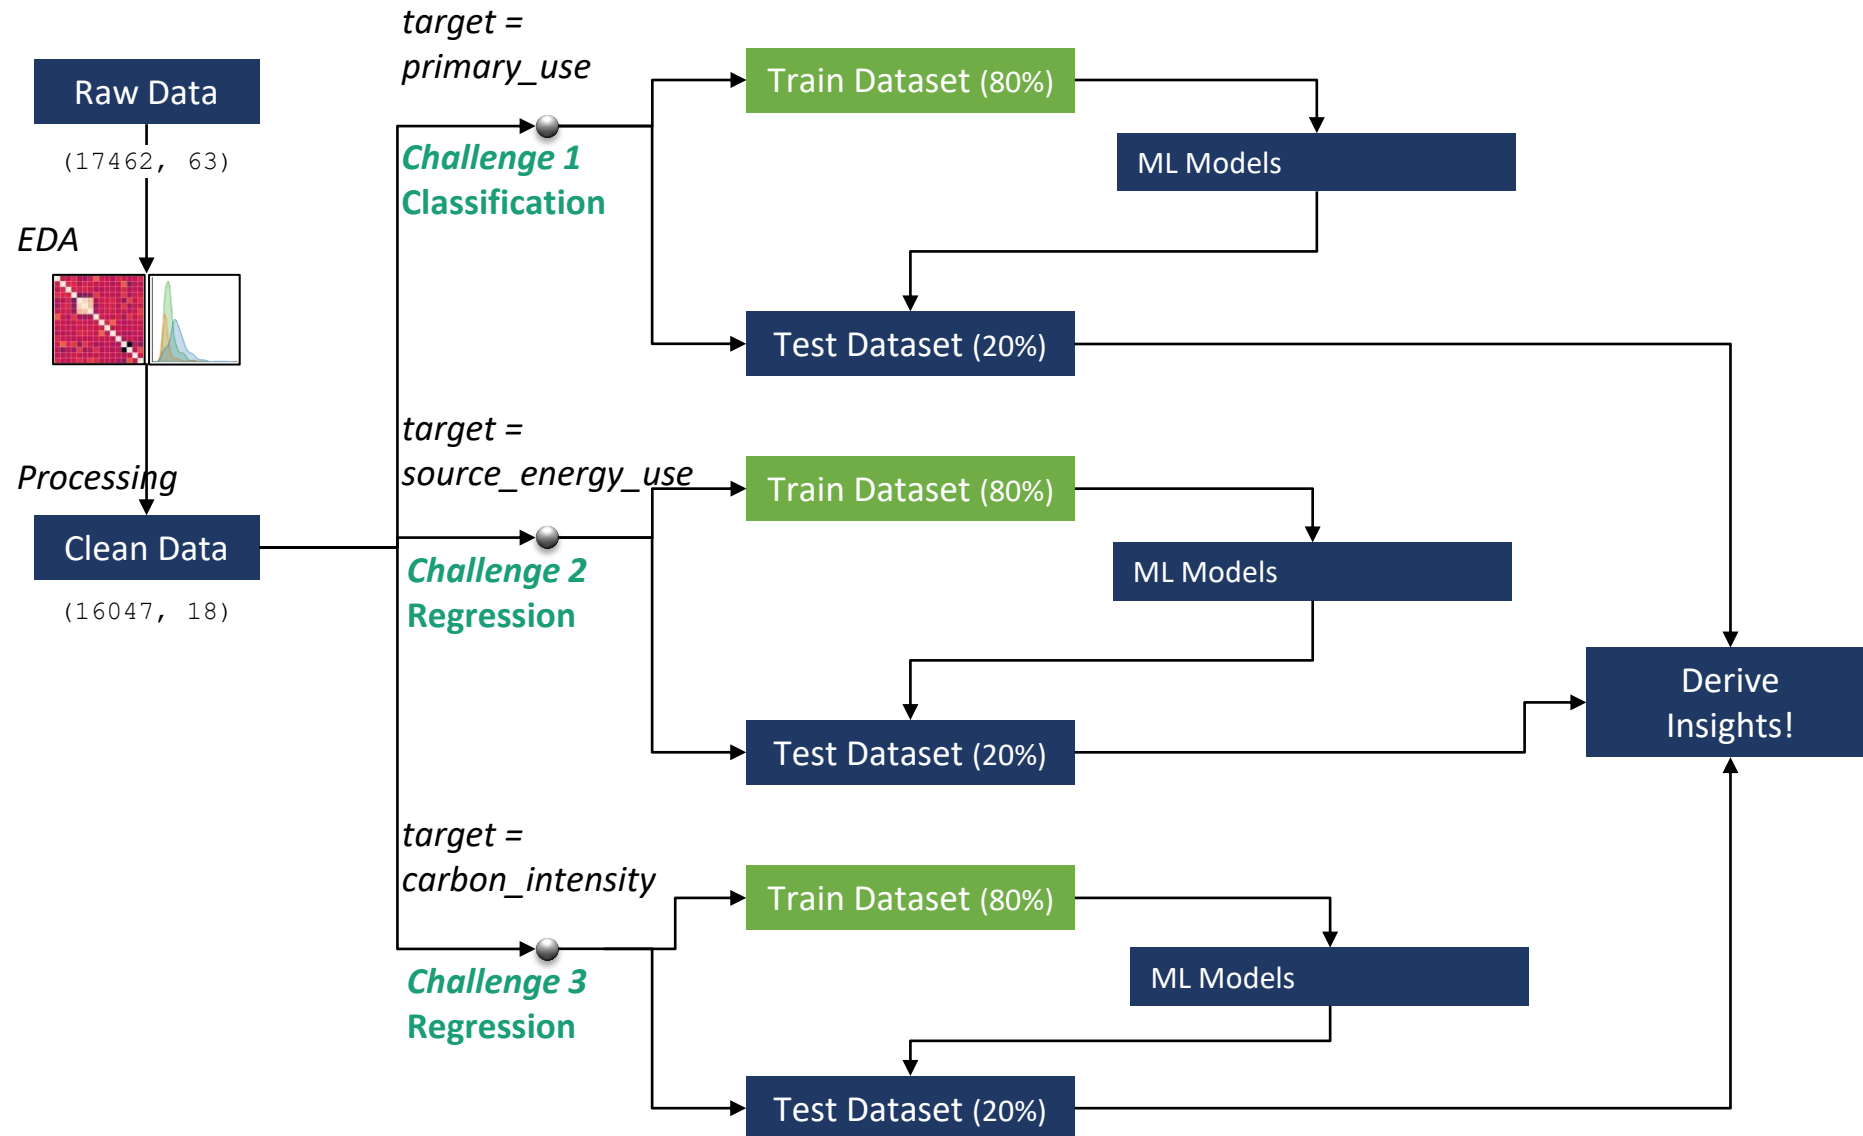 Raw Data
(17462, 63)
EDA
Processing
Clean Data
(16047, 18)
target =
primary_use
Challenge 1
Classification
Train Dataset (80%)
ML Models
Test Dataset (20%)
target =
source_energy_use
Challenge 2
Regression
Train Dataset (80%)
ML Models
Test Dataset (20%)
target =
carbon_intensity
Challenge 3
Regression
Train Dataset (80%)
ML Models
Test Dataset (20%)
Derive
Insights!